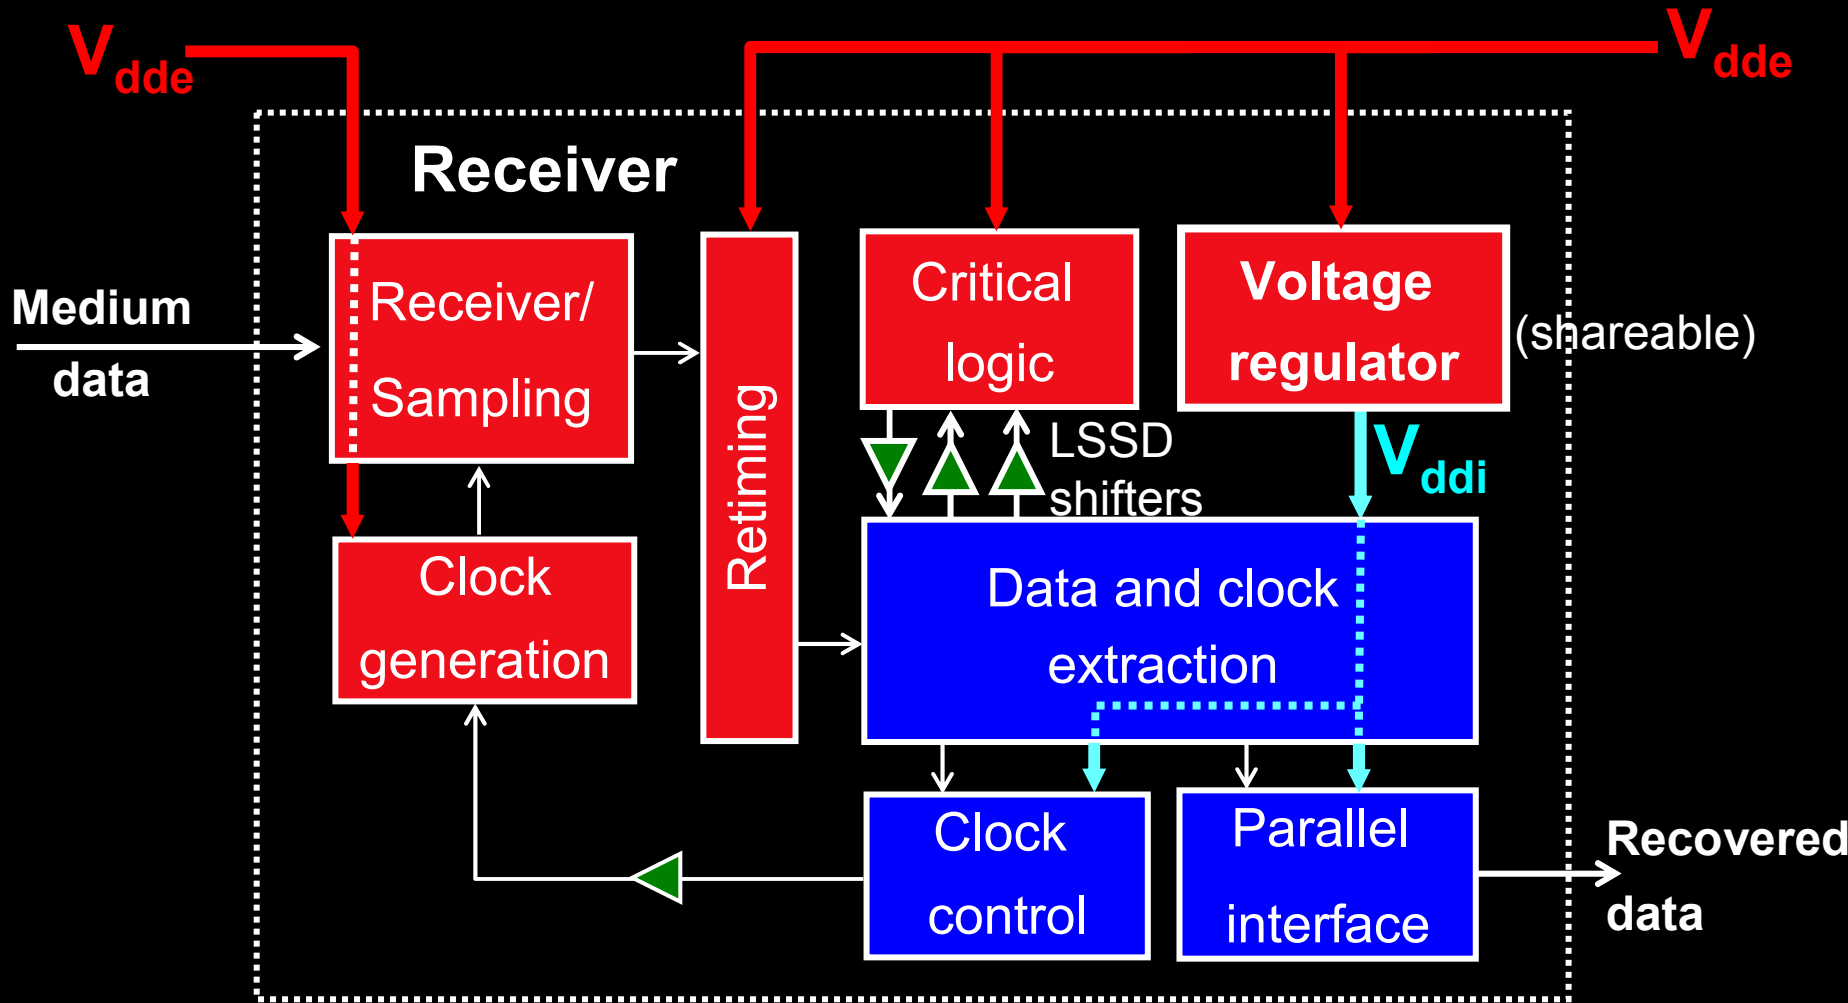 Vdde
Vdde
Receiver
Medium
data
Receiver/
Sampling
Retiming
Critical
logic
Voltage
regulator
(shareable)
LSSD
shifters
Vddi
Clock
generation
Data and clock
extraction
Clock
control
Parallel
interface
Recovered
data